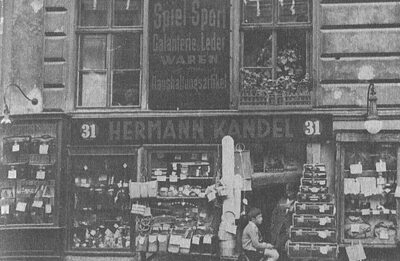 Spiel Sport
Galanterie Leder
WAREN
Haushaltungsartikel
31 HERMANN KANDEL 31